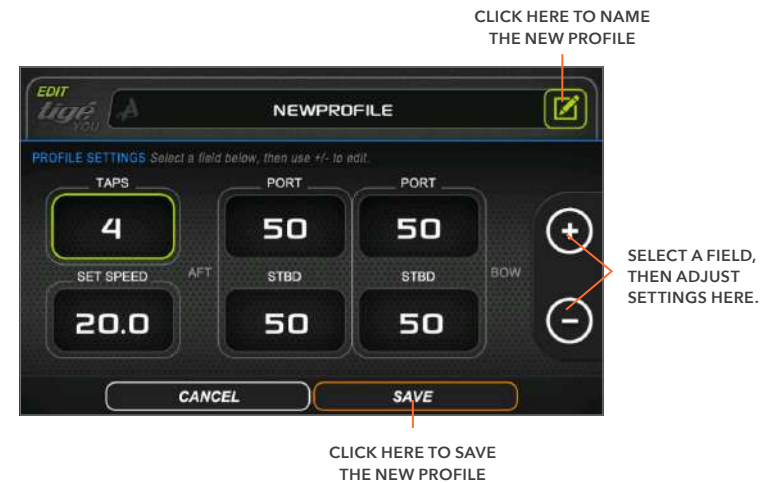 CLICK HERE TO NAME
THE NEW PROFILE
EDIT
tigé
YOU
A
NEWPROFILE
PROFILE SETTINGS Select a field below, then use +/- to edit.
TAPS
PORT
PORT
4
50
50
+
SET SPEED
AFT
STBD
STBD
BOW
SELECT A FIELD,
THEN ADJUST
SETTINGS HERE.
20.0
50
50
−
CANCEL
SAVE
CLICK HERE TO SAVE
THE NEW PROFILE